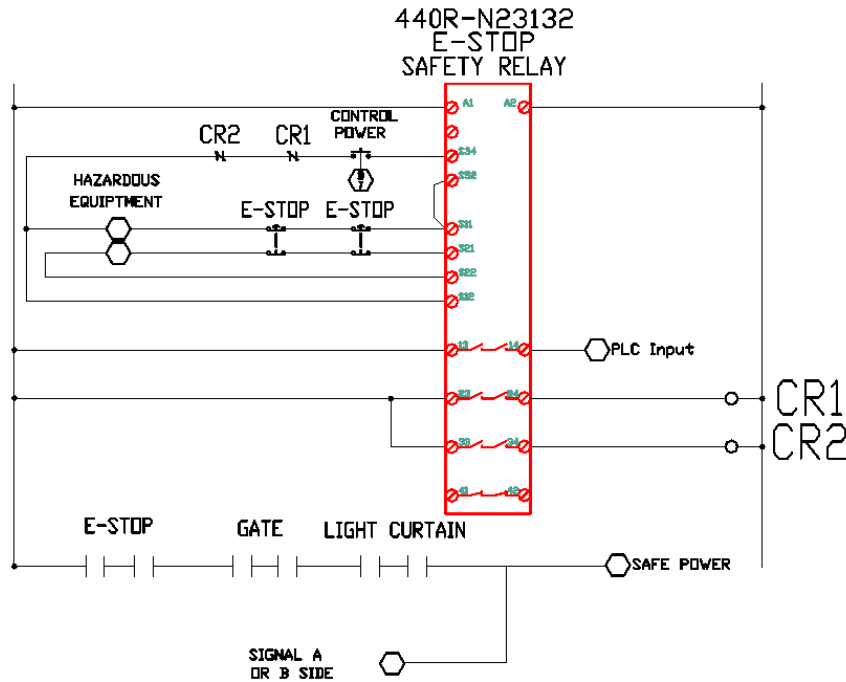 440R-N23132
E-STOP
SAFETY RELAY
A1 A2
CONTROL
POWER
CR2 CR1
S34
S52
HAZARDOUS
EQUIPTMENT
E-STOP E-STOP
S11
S21
S22
S12
13 14 PLC Input
23 24 CR1
33 34 CR2
41 42
E-STOP GATE LIGHT CURTAIN
SAFE POWER
SIGNAL A
OR B SIDE